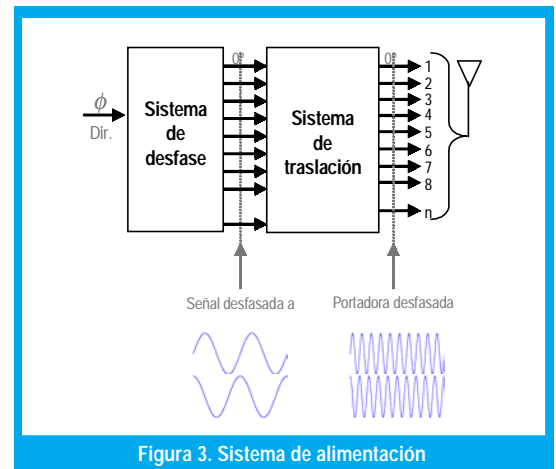 0º
0º
ϕ
Dir.
Sistema
de
desfase
Sistema
de
traslación
1
2
3
4
5
6
7
8
n
Señal desfasada a
Portadora desfasada
Figura 3. Sistema de alimentación